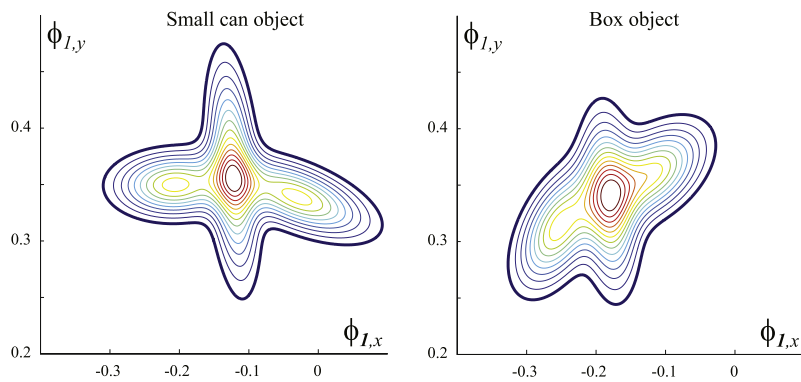 Small can object
ϕ1,y
0.4
0.3
0.2
-0.3 -0.2 -0.1 0
ϕ1,x
Box object
ϕ1,y
0.4
0.3
0.2
-0.3 -0.2 -0.1 0
ϕ1,x